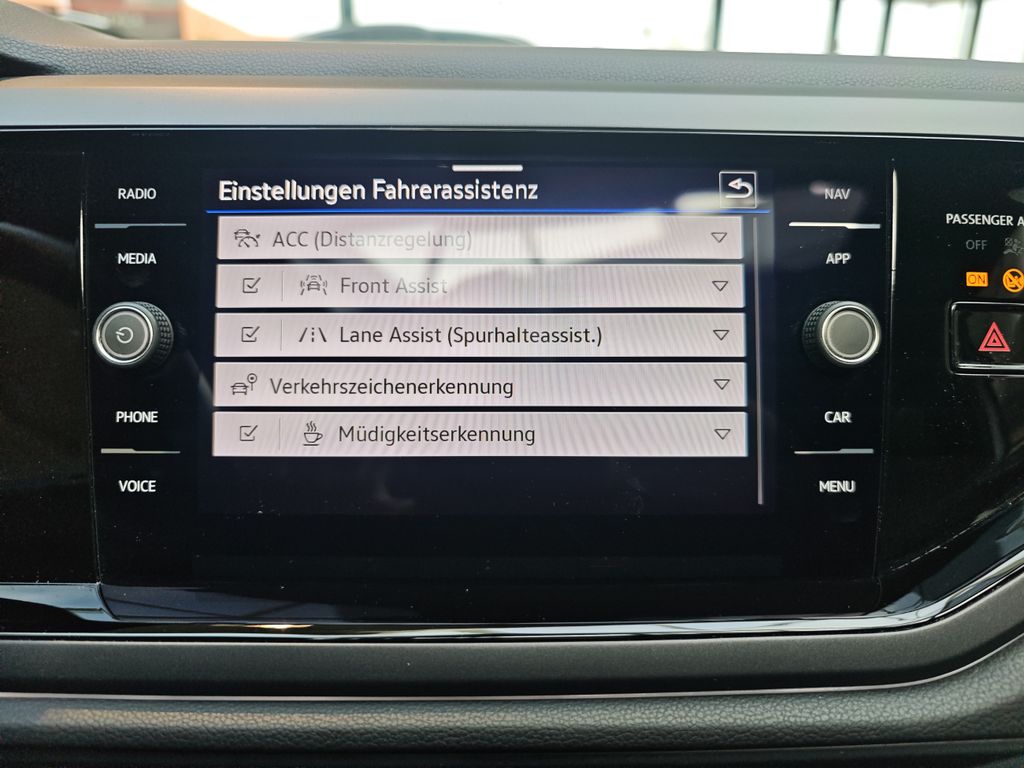 RADIO
MEDIA
PHONE
VOICE
Einstellungen Fahrerassistenz
ACC (Distanzregelung)
Front Assist
Lane Assist (Spurhalteassist.)
Verkehrszeichenerkennung
Müdigkeitserkennung
NAV
APP
CAR
MENU
PASSENGER
OFF
ON